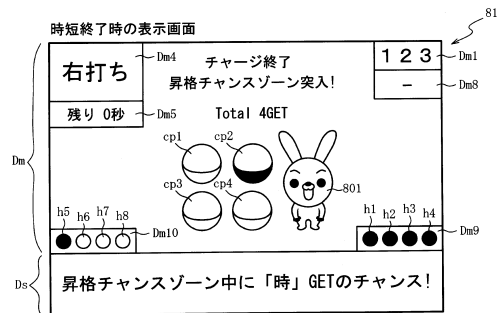 時短終了時の表示画面
81
右打ち
Dm4
チャージ終了
昇格チャンスゾーン突入!
1 2 3
Dm1
－
Dm8
残り 0秒
Dm5
Total 4GET
Dm
cp1
cp2
cp3
cp4
801
h5
h6
h7
h8
Dm10
h1
h2
h3
h4
Dm9
Ds
昇格チャンスゾーン中に「時」GETのチャンス!